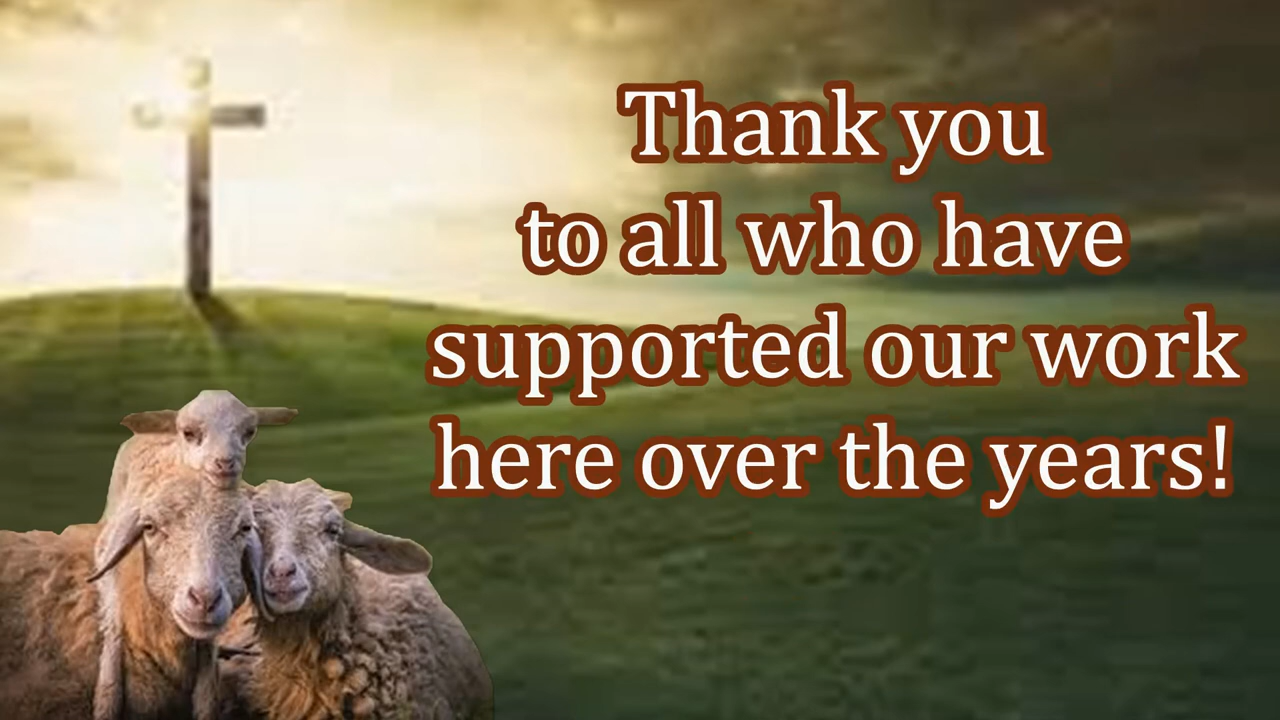 Thank you
to all who have
supported our work
here over the years!